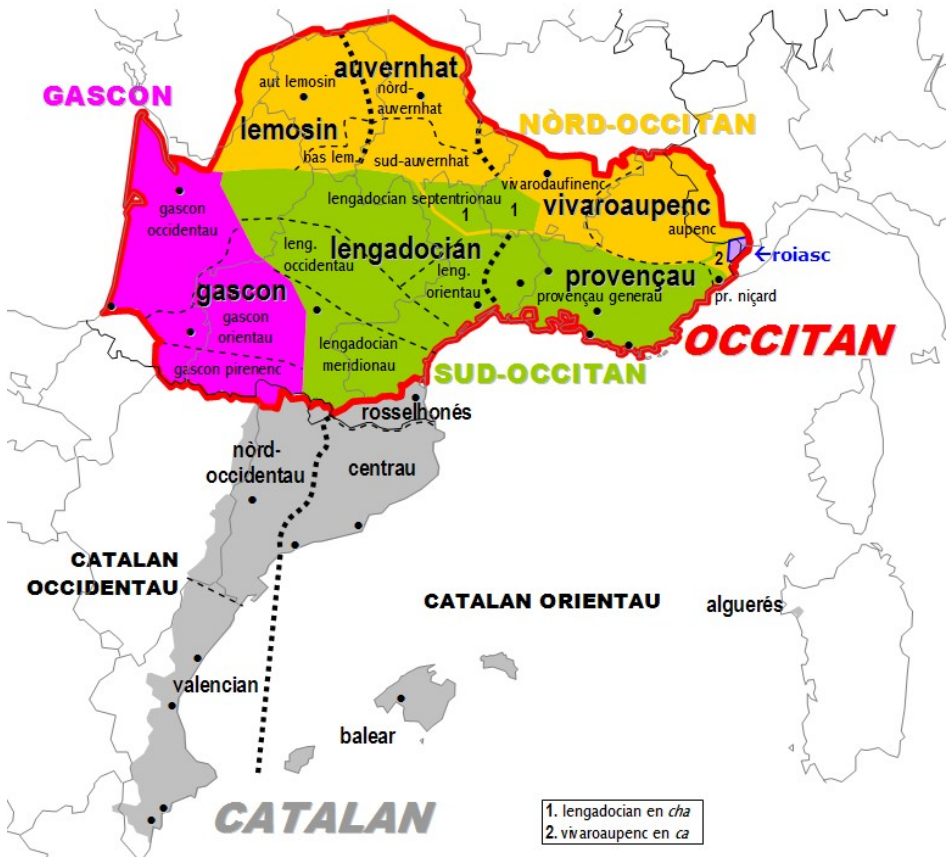 GASCON
auvernhat
aut lemosin
nòrd-
auvernhat
NÒRD-OCCITAN
lemosin
bas lem.
sud-auvernhat
vivarodaufinenc
gascon
occidentau
lengadocian septentrionau
1
1
vivaroaupenc
aupenc
leng.
occidentau
lengadocián
leng.
orientau
provençau
2
←roiasc
gascon
provençau generau
pr. niçard
gascon
orientau
lengadocian
meridionau
OCCITAN
gascon pirenenc
SUD-OCCITAN
rosselhonés
nòrd-
occidentau
centrau
CATALAN
OCCIDENTAU
CATALAN ORIENTAU
alguerés
valencian
balear
CATALAN
1. lengadocian en cha
2. vivaroaupenc en ca